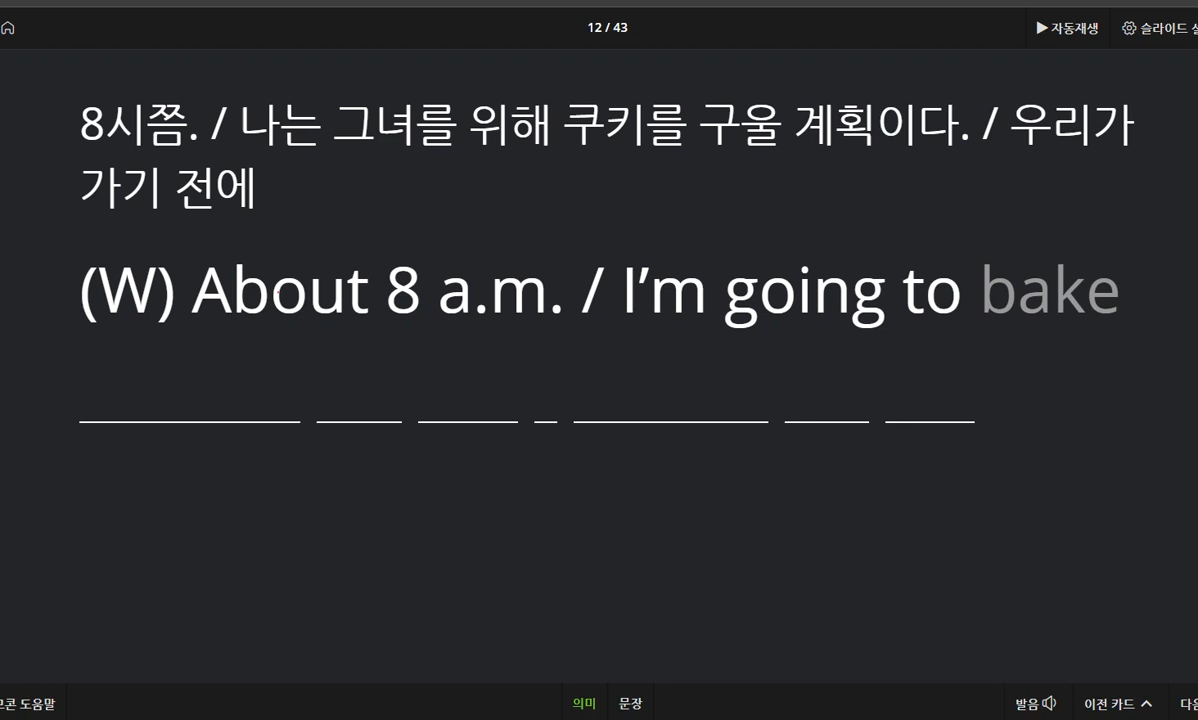 12 / 43
▶ 자동재생
슬라이드
8시쯤. / 나는 그녀를 위해 쿠키를 구울 계획이다. / 우리가
가기 전에
(W) About 8 a.m. / I’m going to bake
도움말
의미
문장
발음
이전 카드